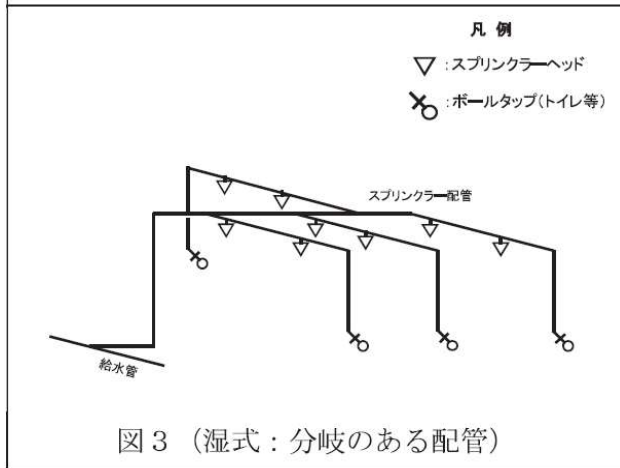 凡 例
:スプリンクラーヘッド
:ボールタップ(トイレ等)
スプリンクラー配管
給水管
図3 (湿式:分岐のある配管)